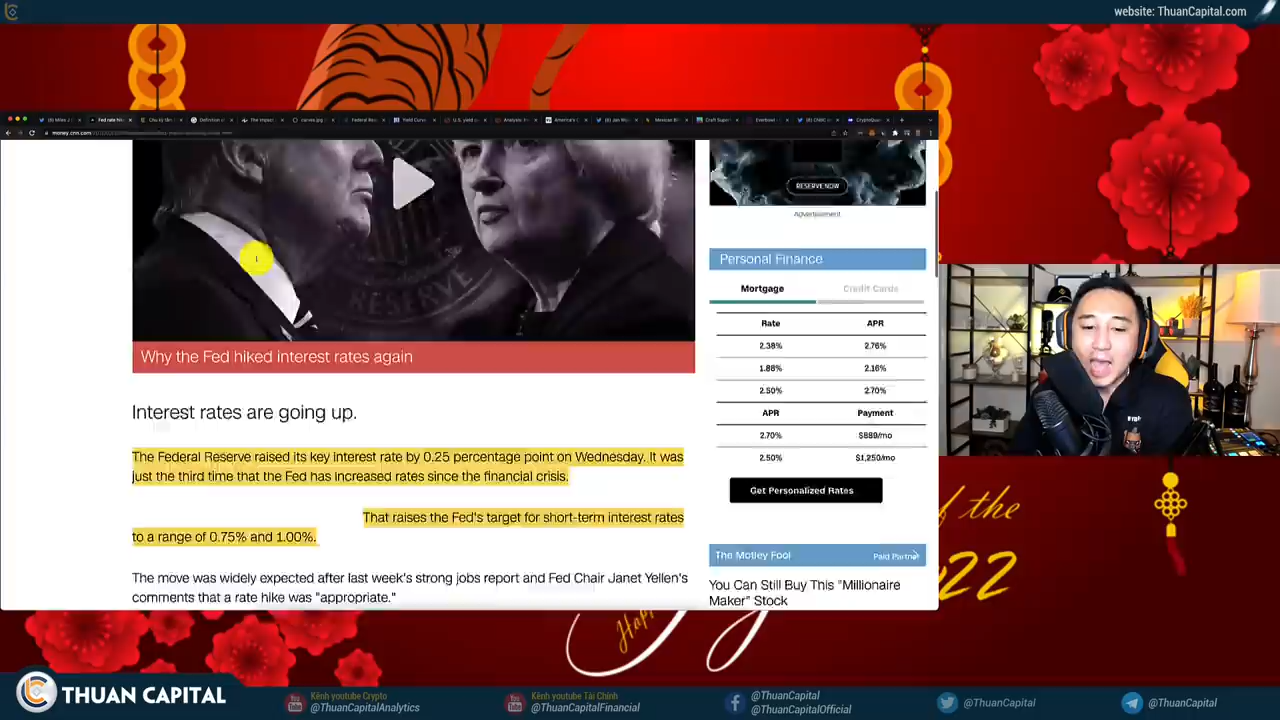 website: ThuanCapital.com
money.cnn.com
RESERVE NOW
Advertisement
RESERVE
Why the Fed hiked interest rates again
Interest rates are going up.
The Federal Reserve raised its key interest rate by 0.25 percentage point on Wednesday. It was
just the third time that the Fed has increased rates since the financial crisis.
That raises the Fed's target for short-term interest rates
to a range of 0.75% and 1.00%.
The move was widely expected after last week's strong jobs report and Fed Chair Janet Yellen's
comments that a rate hike was "appropriate."
Personal Finance
Mortgage Credit Cards
Rate APR
2.38% 2.76%
1.88% 2.16%
2.50% 2.70%
APR Payment
2.70% $889/mo
2.50% $1,250/mo
Get Personalized Rates
The Motley Fool Paid Partner
You Can Still Buy This "Millionaire
Maker" Stock
of the
Happy
THUAN CAPITAL
Kênh youtube Crypto
@ThuanCapitalAnalytics
Kênh youtube Tài Chính
@ThuanCapitalFinancial
@ThuanCapital
@ThuanCapitalOfficial
@ThuanCapital
@ThuanCapital